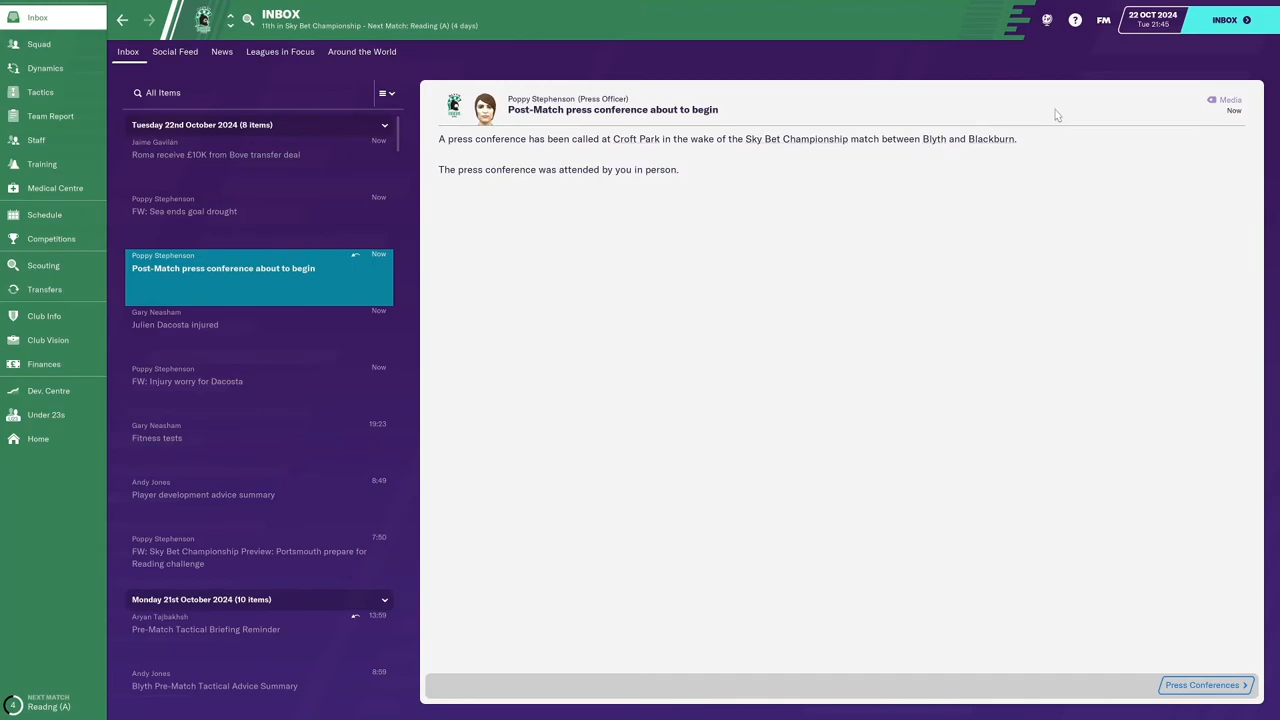 Inbox
Squad
Dynamics
Tactics
Team Report
Staff
Training
Medical Centre
Schedule
Competitions
Scouting
Transfers
Club Info
Club Vision
Finances
Dev. Centre
Under 23s
Home
4
NEXT MATCH
Readng (A)
INBOX
11th in Sky Bet Championship - Next Match: Reading (A) (4 days)
?
FM
22 OCT 2024
Tue 21:45
INBOX
Inbox
Social Feed
News
Leagues in Focus
Around the World
All Items
Tuesday 22nd October 2024 (8 items)
Jaime Gavilán
Now
Roma receive £10K from Bove transfer deal
Poppy Stephenson
Now
FW: Sea ends goal drought
Poppy Stephenson
Now
Post-Match press conference about to begin
Gary Neasham
Now
Julien Dacosta injured
Poppy Stephenson
Now
FW: Injury worry for Dacosta
Gary Neasham
19:23
Fitness tests
Andy Jones
8:49
Player development advice summary
Poppy Stephenson
7:50
FW: Sky Bet Championship Preview: Portsmouth prepare for
Reading challenge
Monday 21st October 2024 (10 items)
Aryan Tajbakhsh
13:59
Pre-Match Tactical Briefing Reminder
Andy Jones
8:59
Blyth Pre-Match Tactical Advice Summary
Poppy Stephenson (Press Officer)
Post-Match press conference about to begin
Media
Now
A press conference has been called at Croft Park in the wake of the Sky Bet Championship match between Blyth and Blackburn.
The press conference was attended by you in person.
Press Conferences